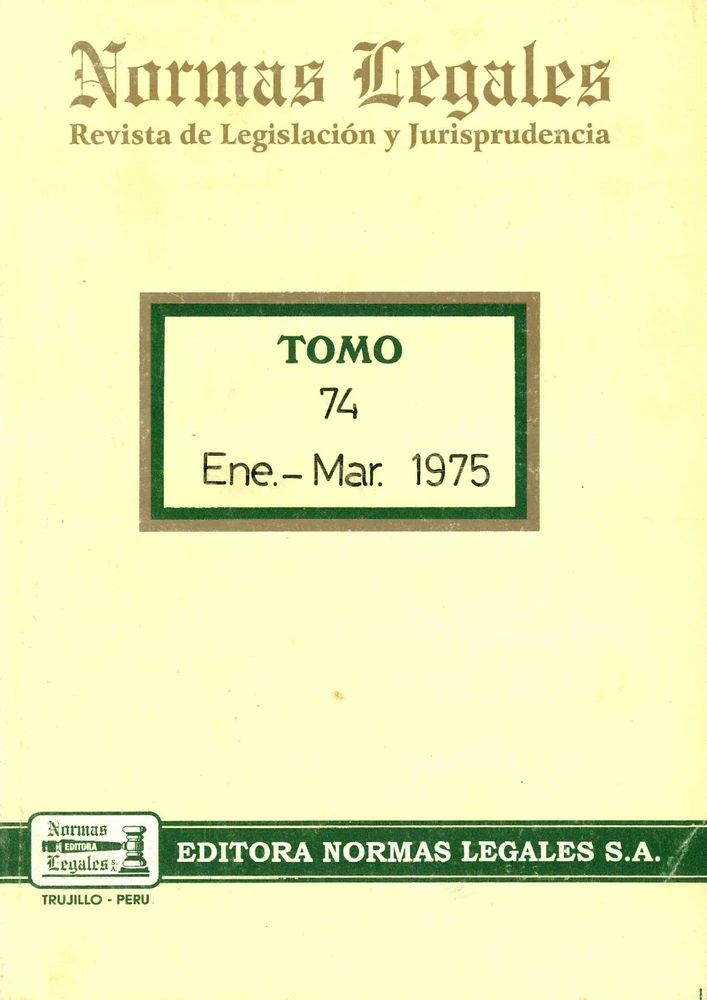 Normas Legales
Revista de Legislación y Jurisprudencia
TOMO
74
Ene.- Mar. 1975
Normas
EDITORA
Legales S.A.
EDITORA NORMAS LEGALES S.A.
TRUJILLO - PERU